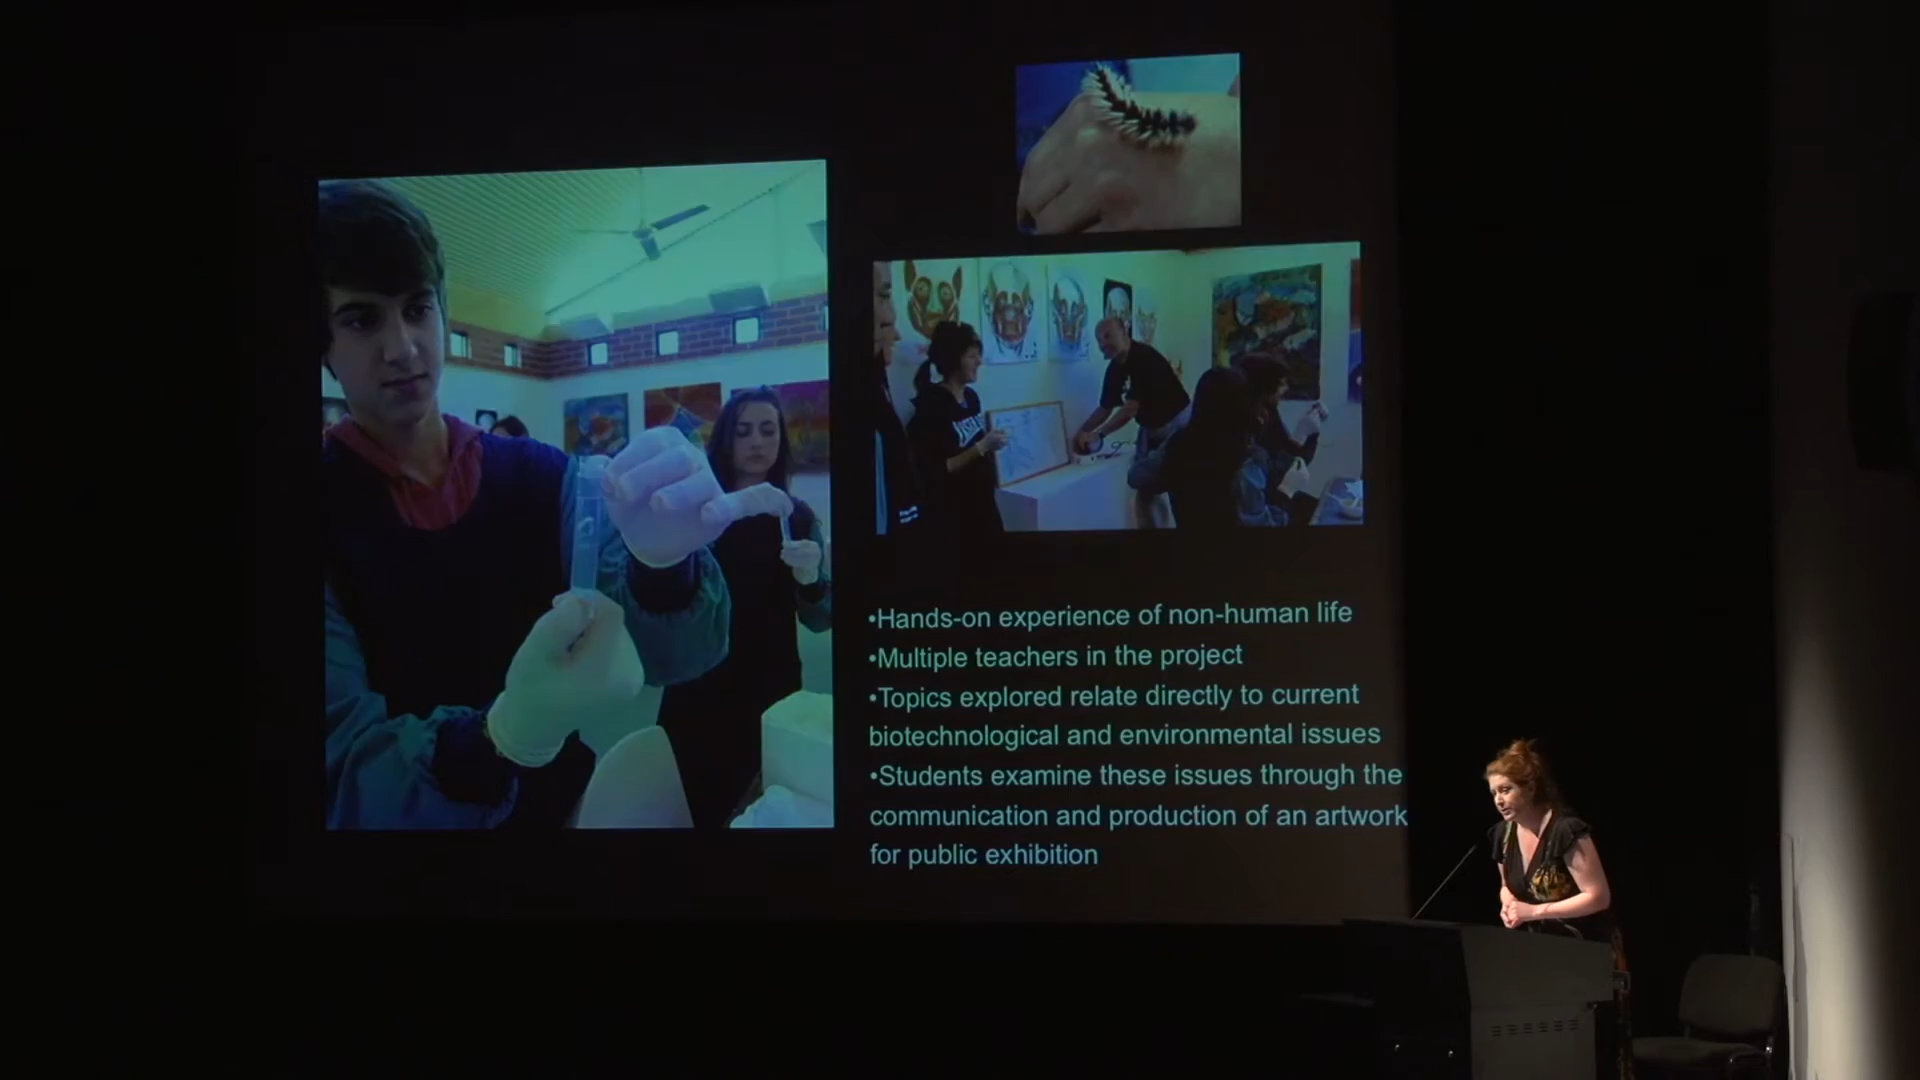 •Hands-on experience of non-human life
•Multiple teachers in the project
•Topics explored relate directly to current
biotechnological and environmental issues
•Students examine these issues through the
communication and production of an artwork
for public exhibition